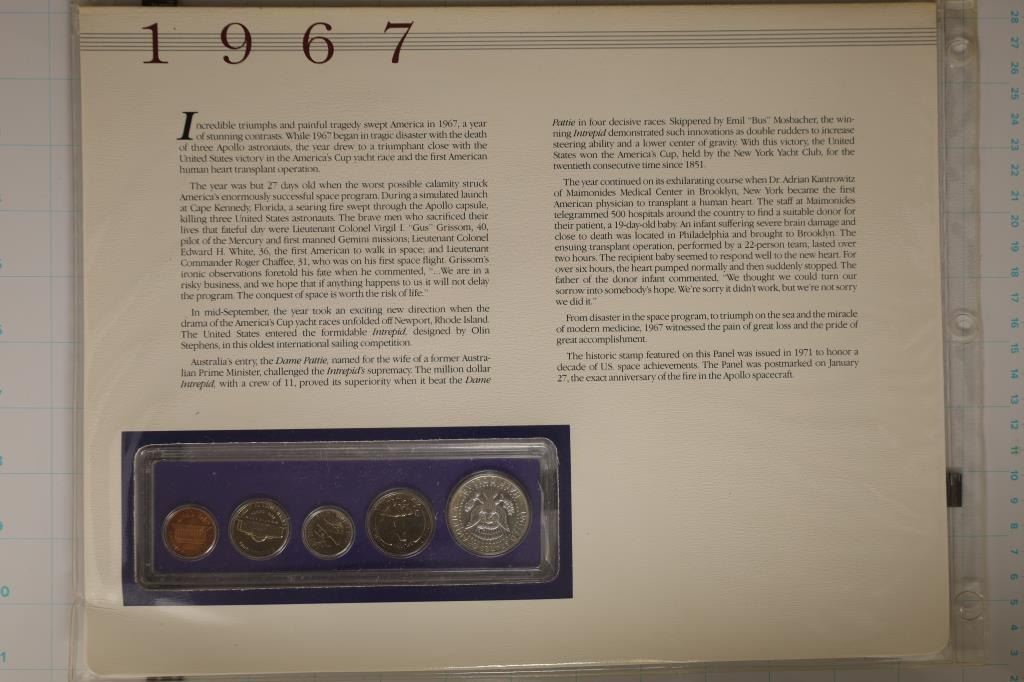 1967
Incredible triumphs and painful tragedy swept America in 1967, a year
of stunning contrasts. While 1967 began in tragic disaster with the death
of three Apollo astronauts, the year drew to a triumphant close with the
United States victory in the America's Cup yacht race and the first American
human heart transplant operation.
The year was but 27 days old when the worst possible calamity struck
America's enormously successful space program. During a simulated launch
at Cape Kennedy, Florida, a searing fire swept through the Apollo capsule,
killing three United States astronauts. The brave men who sacrificed their
lives that fateful day were Lieutenant Colonel Virgil I. "Gus" Grissom, 40,
pilot of the Mercury and first manned Gemini missions; Lieutenant Colonel
Edward H. White, 36, the first American to walk in space; and Lieutenant
Commander Roger Chaffee, 31, who was on his first space flight. Grissom's
ironic observations foretold his fate when he commented, "...We are in a
risky business, and we hope that if anything happens to us it will not delay
the program. The conquest of space is worth the risk of life."
In mid-September, the year took an exciting new direction when the
drama of the America's Cup yacht races unfolded off Newport, Rhode Island.
The United States entered the formidable Intrepid, designed by Olin
Stephens, in this oldest international sailing competition.
Australia's entry, the Dame Pattie, named for the wife of a former Austra-
lian Prime Minister, challenged the Intrepid's supremacy. The million dollar
Intrepid, with a crew of 11, proved its superiority when it beat the Dame
Pattie in four decisive races. Skippered by Emil "Bus" Mosbacher, the win-
ning Intrepid demonstrated such innovations as double rudders to increase
steering ability and a lower center of gravity. With this victory, the United
States won the America's Cup, held by the New York Yacht Club, for the
twentieth consecutive time since 1851.
The year continued on its exhilarating course when Dr. Adrian Kantrowitz
of Maimonides Medical Center in Brooklyn, New York became the first
American physician to transplant a human heart. The staff at Maimonides
telegrammed 500 hospitals around the country to find a suitable donor for
their patient, a 19-day-old baby. An infant suffering severe brain damage and
close to death was located in Philadelphia and brought to Brooklyn. The
ensuing transplant operation, performed by a 22-person team, lasted over
two hours. The recipient baby seemed to respond well to the new heart. For
over six hours, the heart pumped normally and then suddenly stopped. The
father of the donor infant commented, "We thought we could turn our
sorrow into somebody's hope. We're sorry it didn't work, but we're not sorry
we did it."
From disaster in the space program, to triumph on the sea and the miracle
of modern medicine, 1967 witnessed the pain of great loss and the pride of
great accomplishment.
The historic stamp featured on this Panel was issued in 1971 to honor a
decade of U.S. space achievements. The Panel was postmarked on January
27, the exact anniversary of the fire in the Apollo spacecraft.